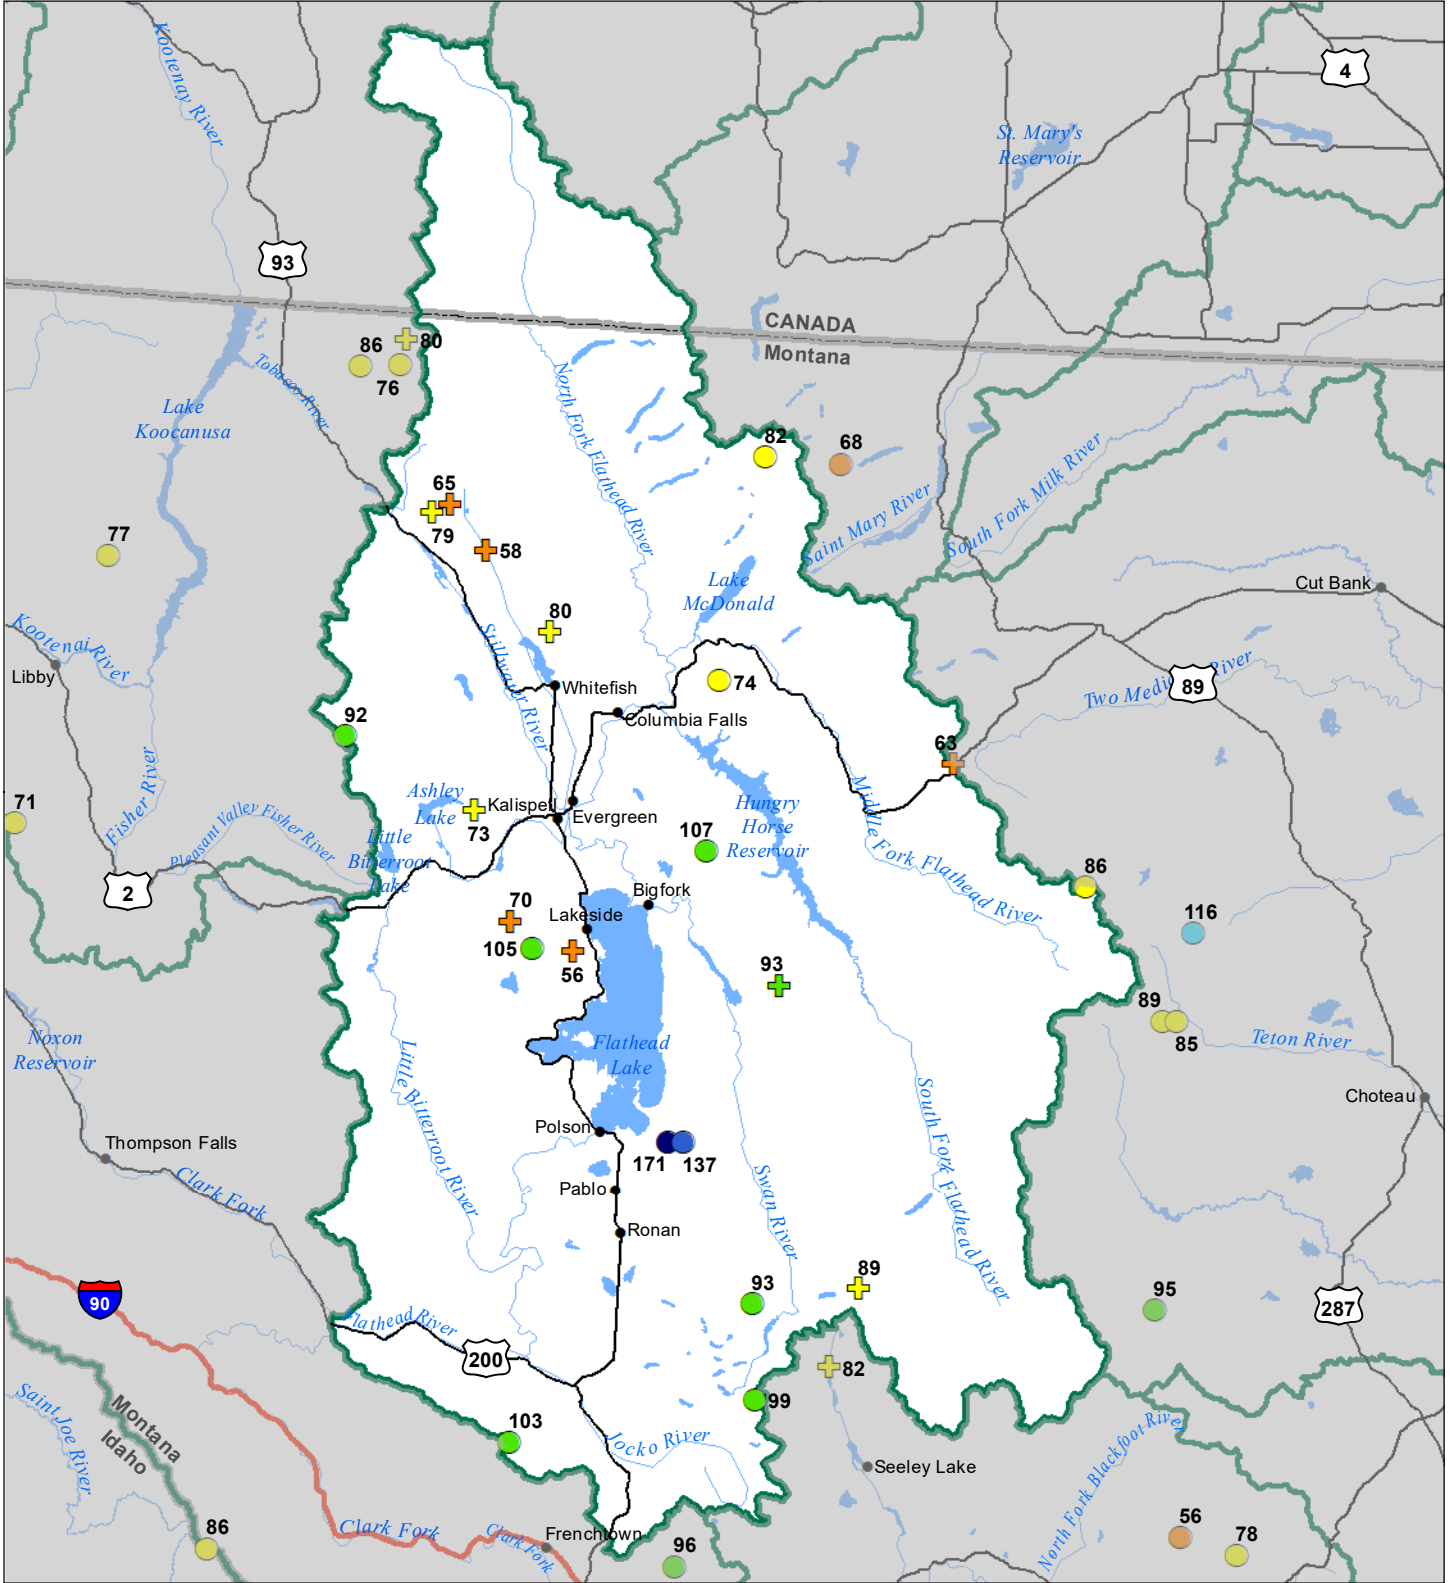 Kootenay River
4
St. Mary's
Reservoir
93
CANADA
Montana
80
86
76
Tobacco River
Lake
Koocanusa
North Fork Flathead River
82
68
65
79
58
77
Saint Mary River
South Fork Milk River
Cut Bank
Lake
McDonald
80
Kootenai River
Libby
Stillwater River
Whitefish
74
Columbia Falls
Two Medic River
89
92
63
71
Fisher River
Pleasant Valley Fisher River
Ashley
Lake
Kalispell
73
Evergreen
Little
Bitterroot
Lake
Hungry
Horse
Reservoir
107
Middle Fork Flathead River
2
86
Bigfork
70
Lakeside
105
56
116
93
89
85
Teton River
Noxon
Reservoir
Flathead
Lake
Little Bitterroot River
South Fork Flathead River
Choteau
Thompson Falls
Clark Fork
Polson
171
137
Pablo
Swan River
Ronan
90
Flathead River
200
93
89
95
287
82
99
Montana
Idaho
Saint Joe River
103
Jocko River
Seeley Lake
North Fork Blackfoot River
Clark Fork
Clark Fork
Frenchtown
86
96
56
78